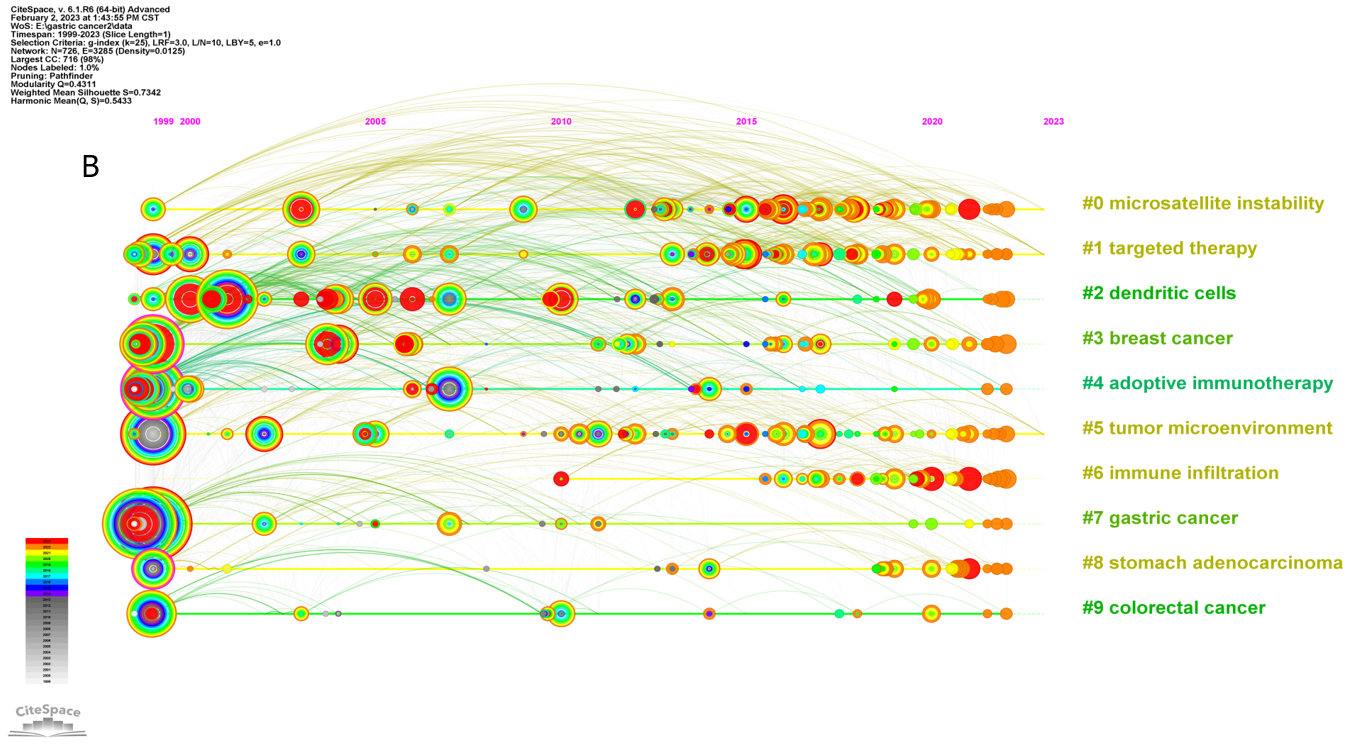 CiteSpace, v. 6.1.R6 (64-bit) Advanced
February 2, 2023 at 1:43:55 PM CST
WoS: E:\gastric cancer2\data
Timespan: 1999-2023 (Slice Length=1)
Selection Criteria: g-index (k=25), LRF=3.0, L/N=10, LBY=5, e=1.0
Network: N=726, E=3285 (Density=0.0125)
Largest CC: 716 (98%)
Nodes Labeled: 1.0%
Pruning: Pathfinder
Modularity Q=0.4311
Weighted Mean Silhouette S=0.7342
Harmonic Mean(Q, S)=0.5433
1999 2000 2005 2010 2015 2020 2023
B
#0 microsatellite instability
#1 targeted therapy
#2 dendritic cells
#3 breast cancer
#4 adoptive immunotherapy
#5 tumor microenvironment
#6 immune infiltration
#7 gastric cancer
#8 stomach adenocarcinoma
#9 colorectal cancer
CiteSpace